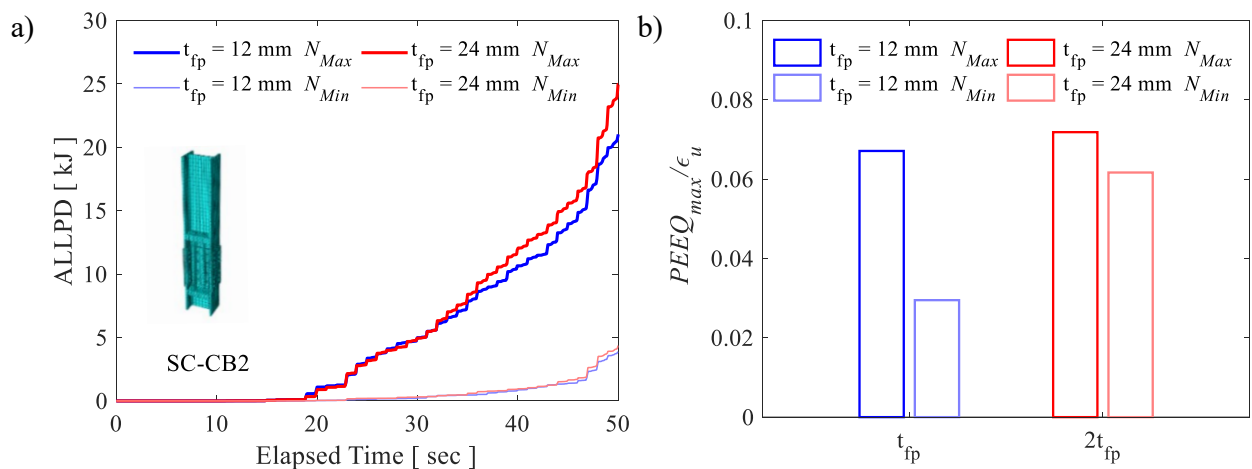 a)
ALLPD [ kJ ]
30
25
20
15
10
5
0
t_fp = 12 mm N_Max
t_fp = 24 mm N_Max
t_fp = 12 mm N_Min
t_fp = 24 mm N_Min
SC-CB2
0 10 20 30 40 50
Elapsed Time [ sec ]
b)
PEEQ_max/ϵ_u
0.1
0.08
0.06
0.04
0.02
0
t_fp = 12 mm N_Max
t_fp = 24 mm N_Max
t_fp = 12 mm N_Min
t_fp = 24 mm N_Min
t_fp 2t_fp